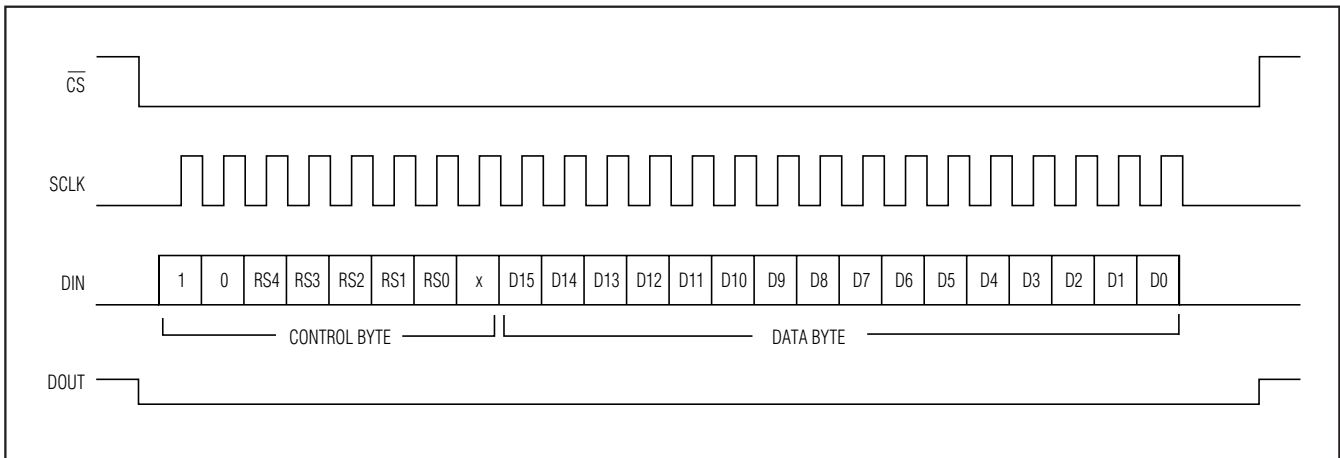 C̅S̅
SCLK
DIN 1 0 RS4 RS3 RS2 RS1 RS0 x D15 D14 D13 D12 D11 D10 D9 D8 D7 D6 D5 D4 D3 D2 D1 D0
CONTROL BYTE DATA BYTE
DOUT